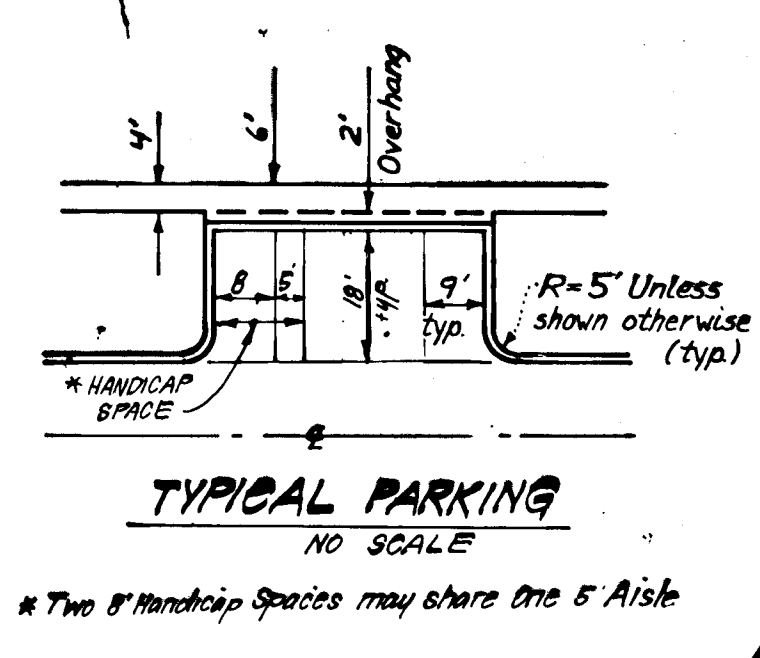 4'
6'
2'
Overhang
8
5'
18'
typ.
9'
typ.
R=5' Unless
shown otherwise
(typ.)
* HANDICAP
SPACE
℄
TYPICAL PARKING
NO SCALE
* Two 8' Handicap Spaces may share One 5' Aisle